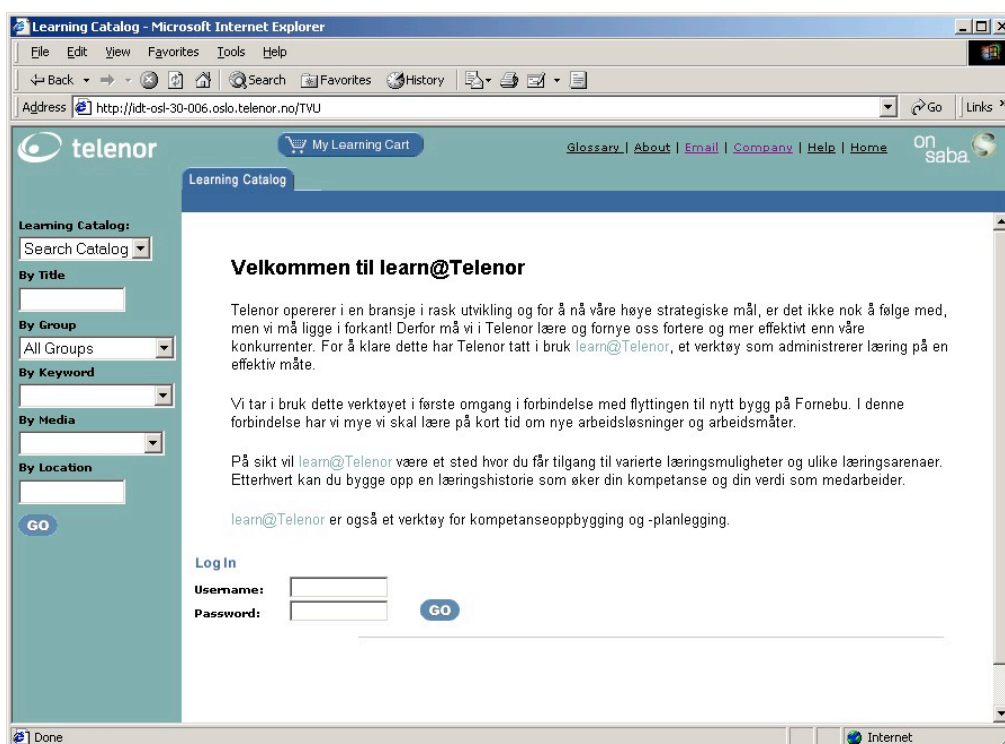 Learning Catalog - Microsoft Internet Explorer
File Edit View Favorites Tools Help
Back Search Favorites History
Address http://idt-osl-30-006.oslo.telenor.no/TVU Go Links
telenor My Learning Cart Glossary | About | Email | Company | Help | Home on saba
Learning Catalog
Learning Catalog:
Search Catalog
By Title
By Group
All Groups
By Keyword
By Media
By Location
GO
Velkommen til learn@Telenor
Telenor opererer i en bransje i rask utvikling og for å nå våre høye strategiske mål, er det ikke nok å følge med,
men vi må ligge i forkant! Derfor må vi i Telenor lære og fornye oss fortere og mer effektivt enn våre
konkurrenter. For å klare dette har Telenor tatt i bruk learn@Telenor, et verktøy som administrerer læring på en
effektiv måte.
Vi tar i bruk dette verktøyet i første omgang i forbindelse med flyttingen til nytt bygg på Fornebu. I denne
forbindelse har vi mye vi skal lære på kort tid om nye arbeidsløsninger og arbeidsmåter.
På sikt vil learn@Telenor være et sted hvor du får tilgang til varierte læringsmuligheter og ulike læringsarenaer.
Etterhvert kan du bygge opp en læringshistorie som øker din kompetanse og din verdi som medarbeider.
learn@Telenor er også et verktøy for kompetanseoppbygging og -planlegging.
Log In
Username:
Password:
GO
Done Internet